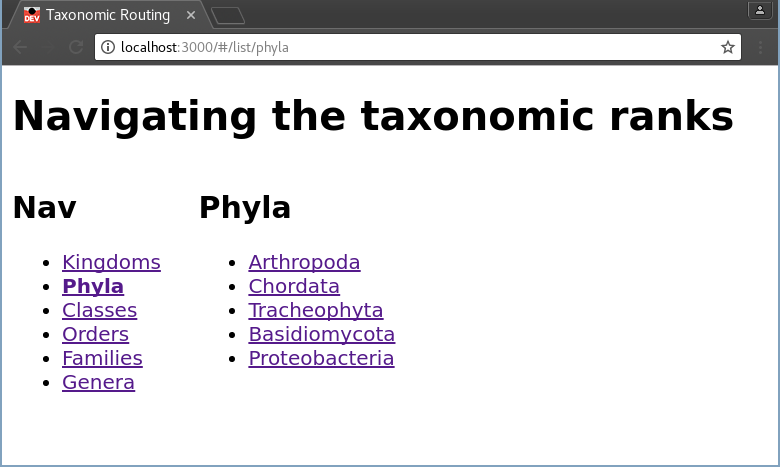 DEV Taxonomic Routing
localhost:3000/#/list/phyla
Navigating the taxonomic ranks
Nav
Kingdoms
Phyla
Classes
Orders
Families
Genera
Phyla
Arthropoda
Chordata
Tracheophyta
Basidiomycota
Proteobacteria